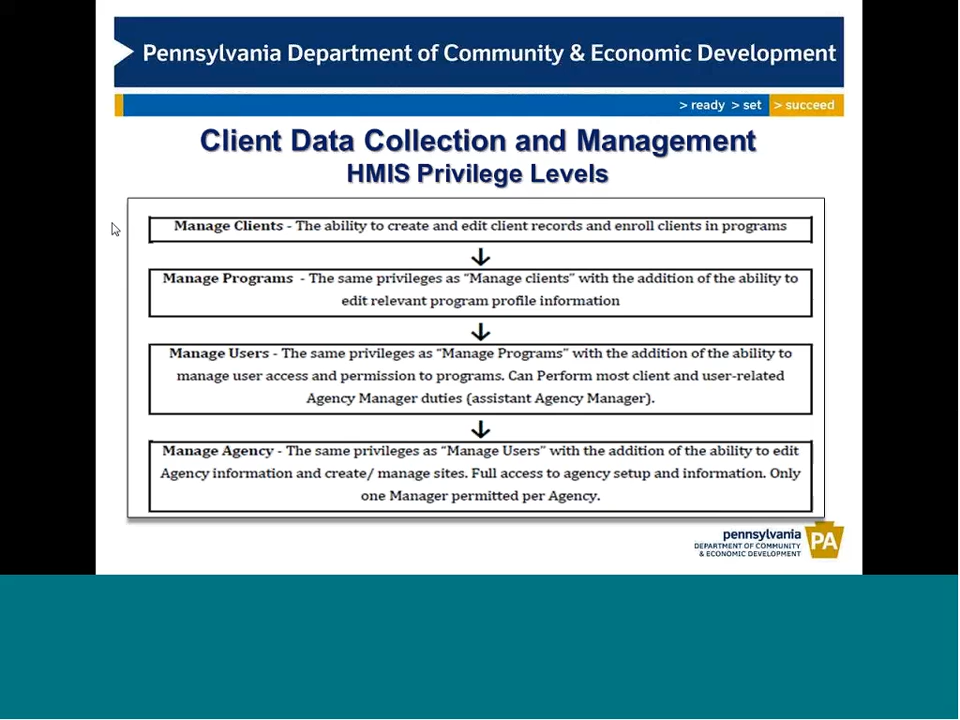 Pennsylvania Department of Community & Economic Development
> ready > set > succeed
Client Data Collection and Management
HMIS Privilege Levels
Manage Clients - The ability to create and edit client records and enroll clients in programs
Manage Programs - The same privileges as "Manage clients" with the addition of the ability to
edit relevant program profile information
Manage Users - The same privileges as "Manage Programs" with the addition of the ability to
manage user access and permission to programs. Can Perform most client and user-related
Agency Manager duties (assistant Agency Manager).
Manage Agency - The same privileges as "Manage Users" with the addition of the ability to edit
Agency information and create/ manage sites. Full access to agency setup and information. Only
one Manager permitted per Agency.
pennsylvania
DEPARTMENT OF COMMUNITY
& ECONOMIC DEVELOPMENT
PA